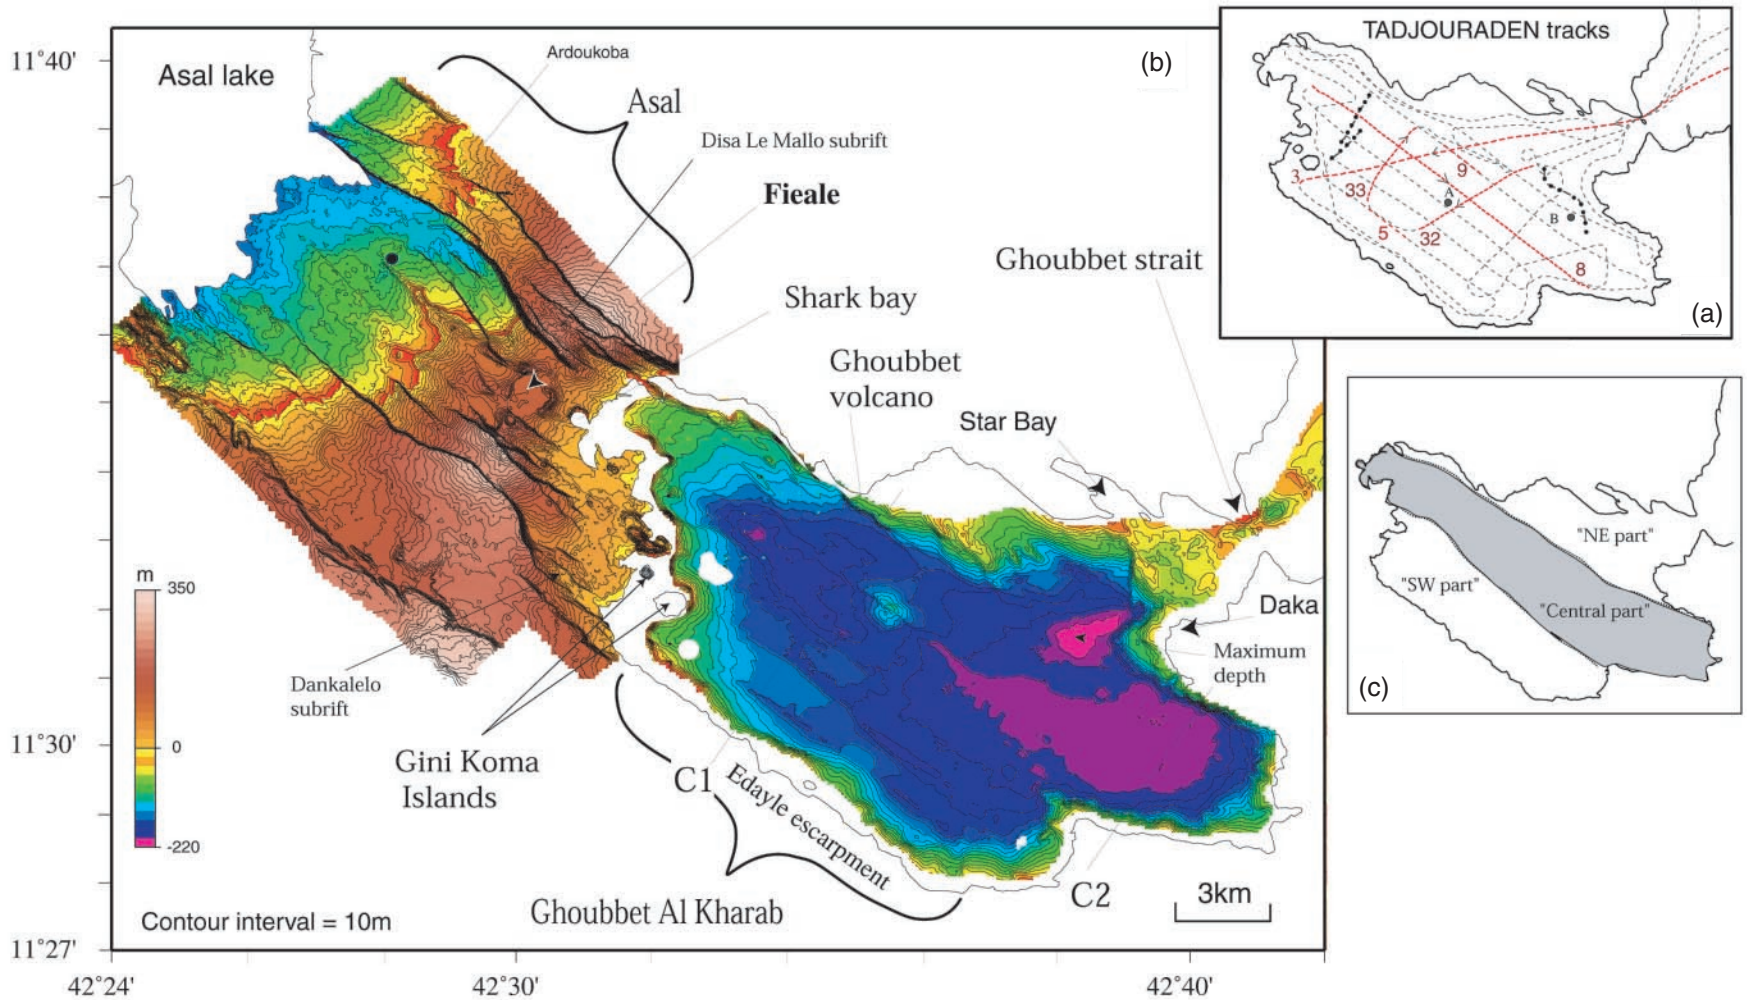 11°40'
11°30'
11°27'
42°24'
42°30'
42°40'
(b)
Asal lake
Ardoukoba
Asal
Disa Le Mallo subrift
Fieale
Shark bay
Ghoubbet strait
Ghoubbet
volcano
Star Bay
Daka
Maximum
depth
m
350
0
-220
Dankalelo
subrift
Gini Koma
Islands
C1
Edayle escarpment
Ghoubbet Al Kharab
C2
3km
Contour interval = 10m
TADJOURADEN tracks
3
33
9
A
B
5
32
8
(a)
"NE part"
"SW part"
"Central part"
(c)